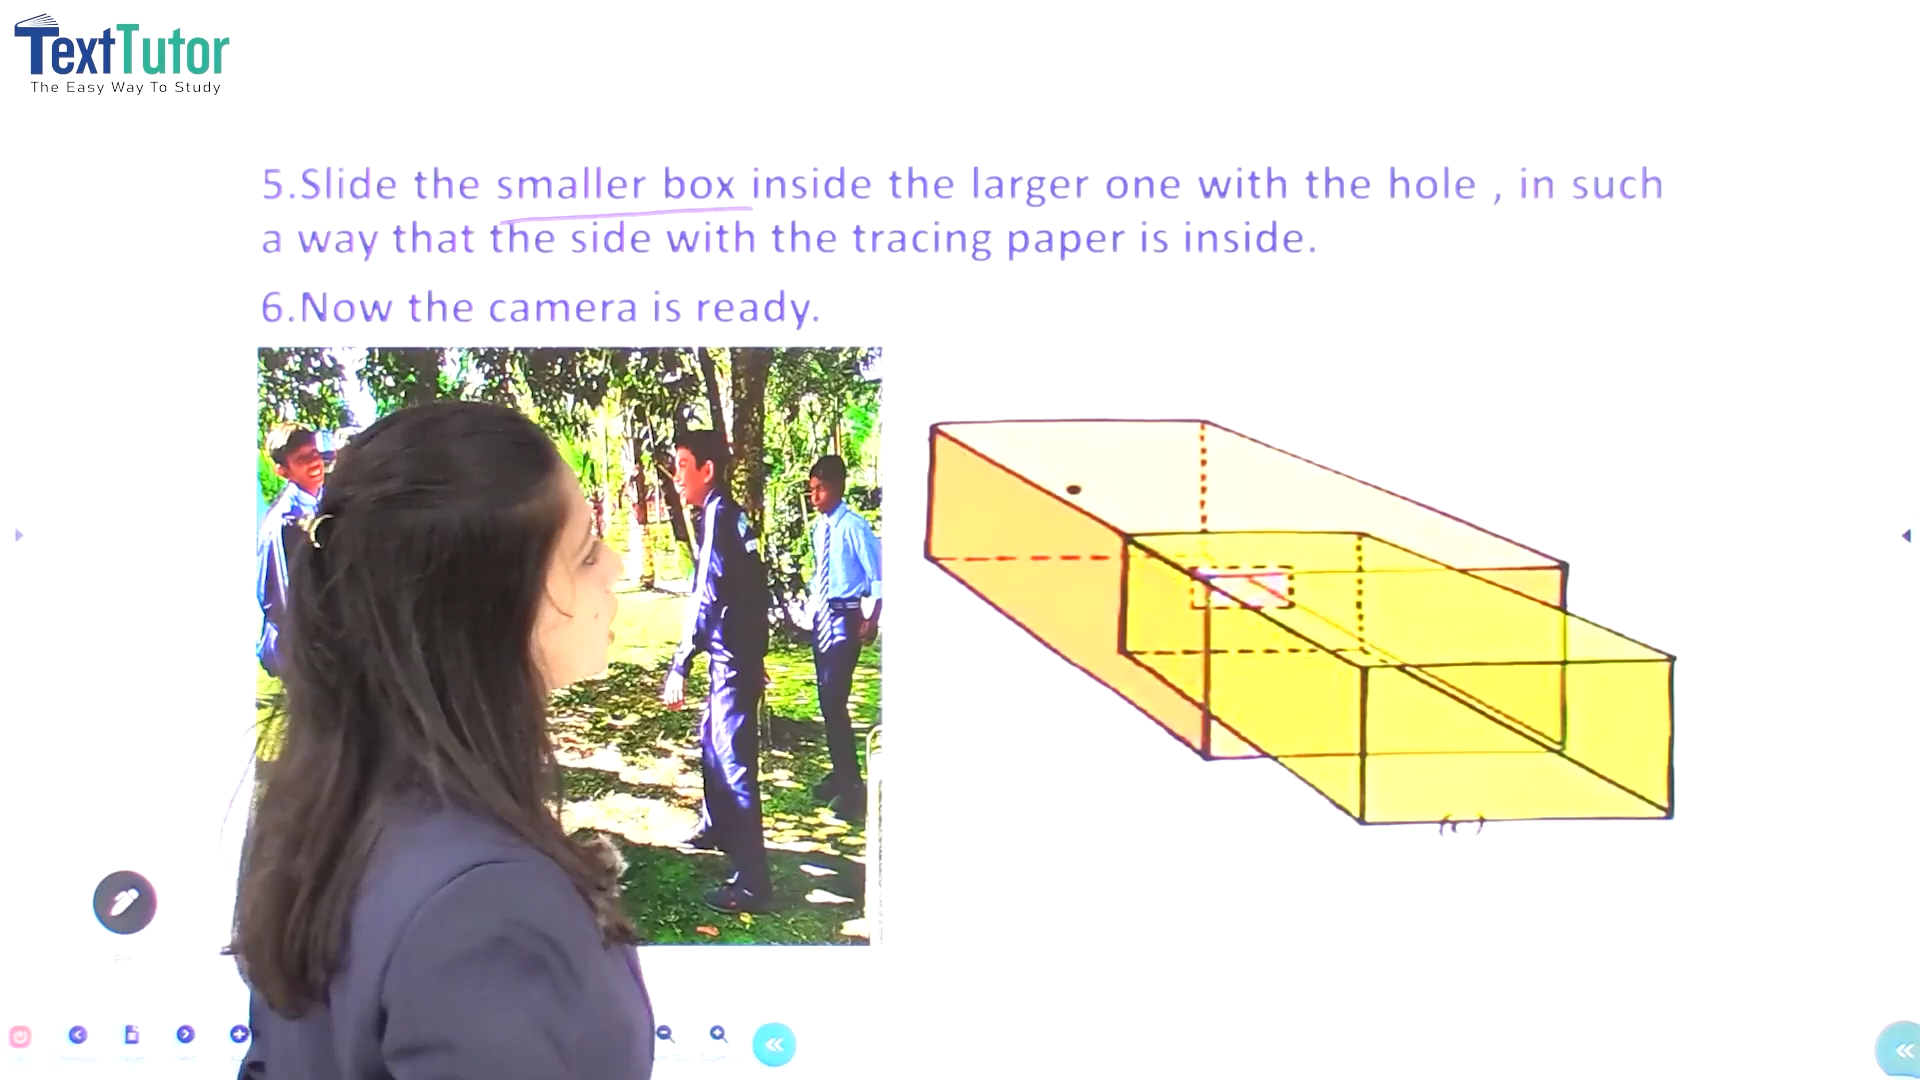 TextTutor
The Easy Way To Study
5.Slide the smaller box inside the larger one with the hole , in such
a way that the side with the tracing paper is inside.
6.Now the camera is ready.
(c)